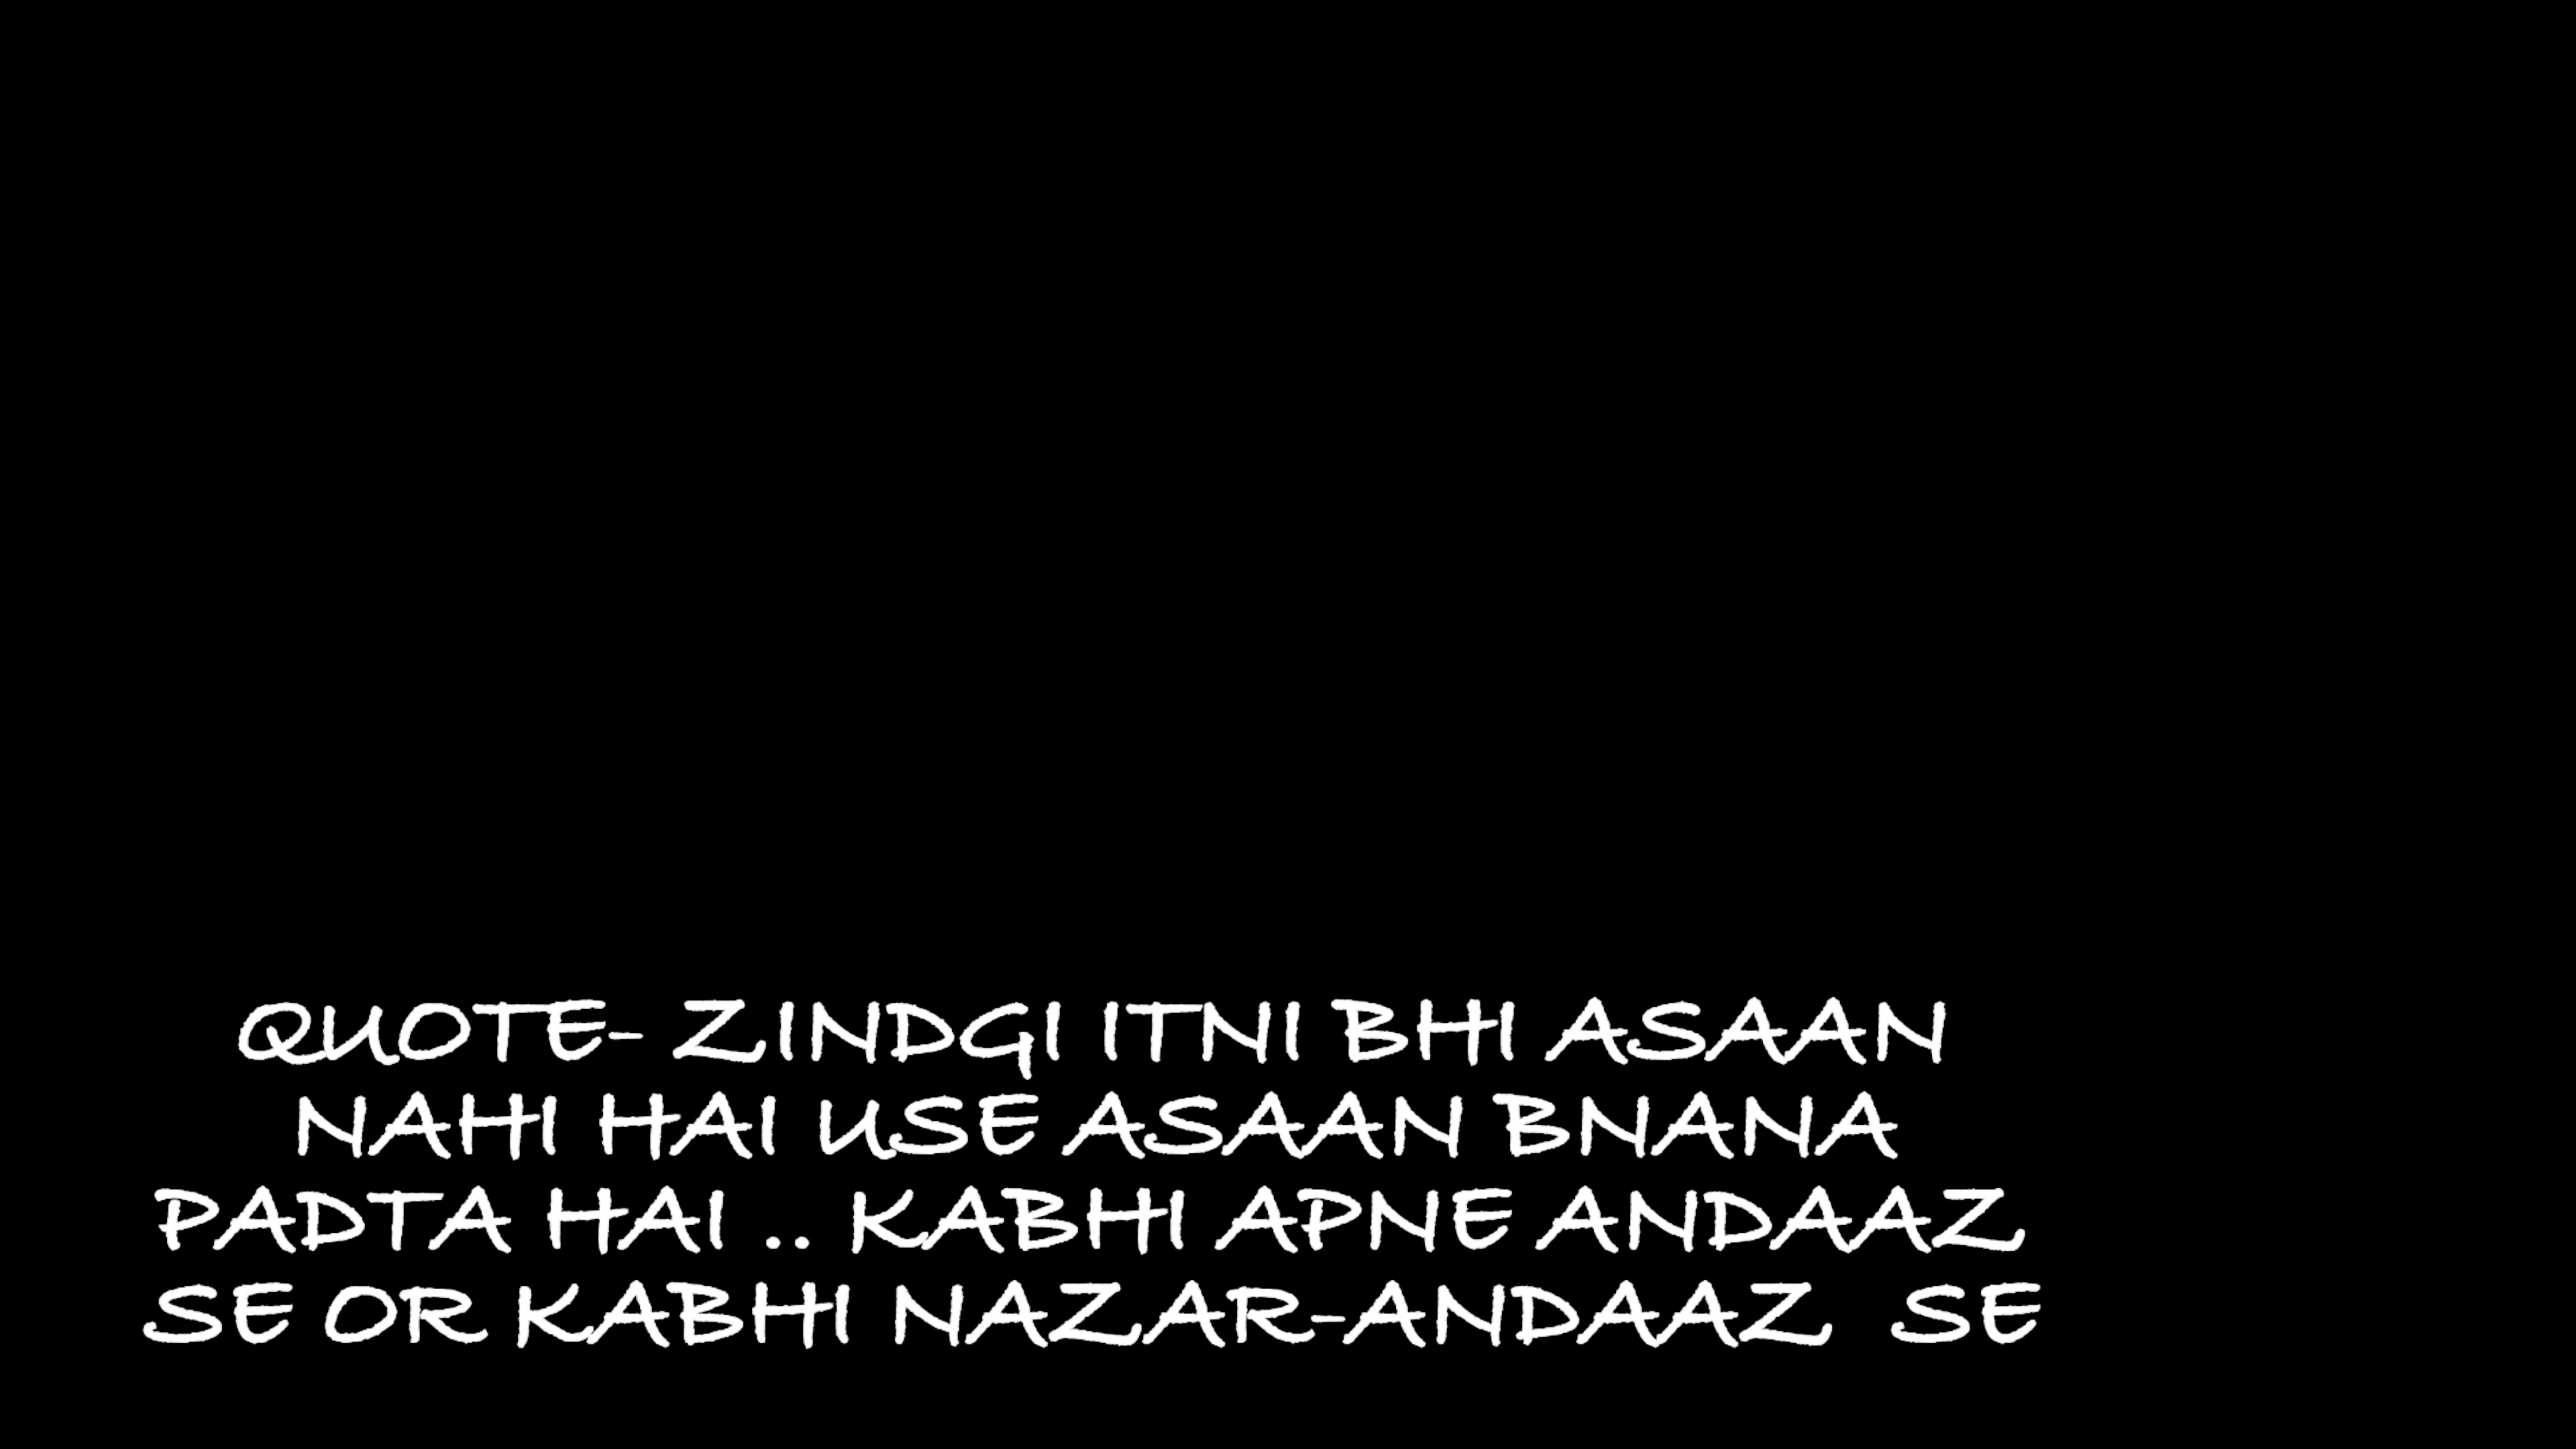 QUOTE- ZINDGI ITNI BHI ASAAN
NAHI HAI USE ASAAN BNANA
PADTA HAI .. KABHI APNE ANDAAZ
SE OR KABHI NAZAR-ANDAAZ  SE